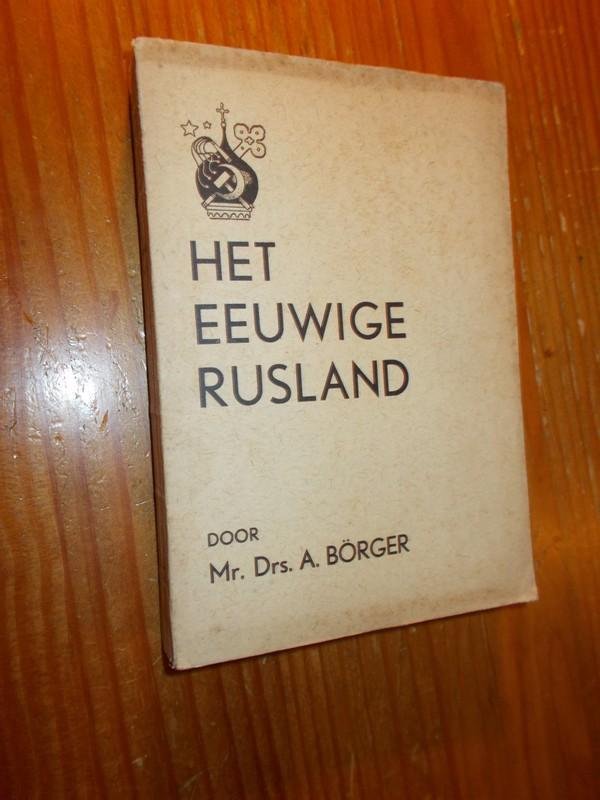 HET
EEUWIGE
RUSLAND
DOOR
Mr. Drs. A. BÖRGER